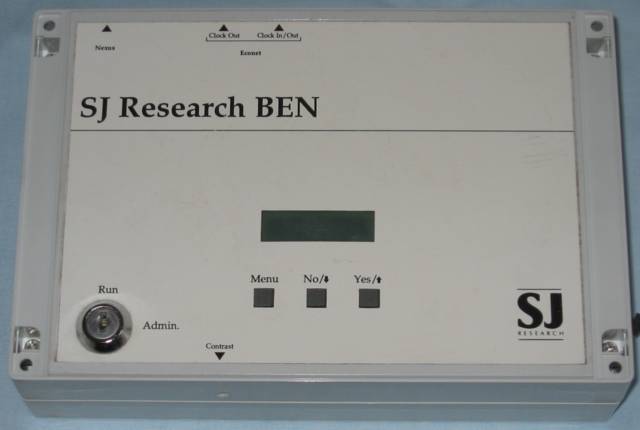 Nexus
Clock Out
Clock In/Out
Econet
SJ Research BEN
Menu
No/
Yes/
Run
Admin.
Contrast
SJ
RESEARCH